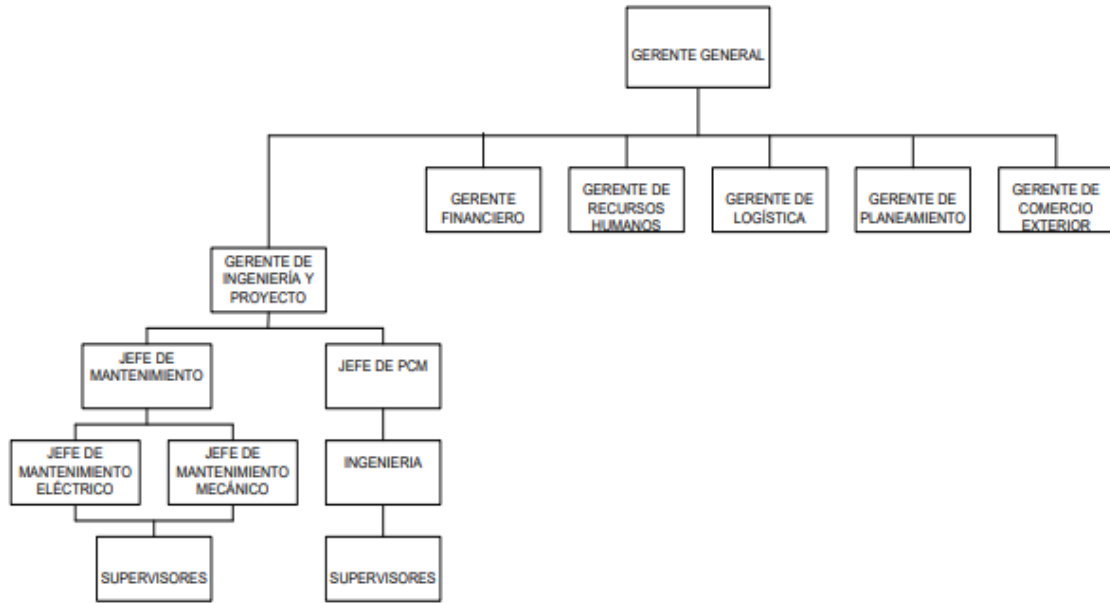 GERENTE GENERAL
GERENTE
FINANCIERO
GERENTE DE
RECURSOS
HUMANOS
GERENTE DE
LOGÍSTICA
GERENTE DE
PLANEAMIENTO
GERENTE DE
COMERCIO
EXTERIOR
GERENTE DE
INGENIERÍA Y
PROYECTO
JEFE DE
MANTENIMIENTO
JEFE DE PCM
JEFE DE
MANTENIMIENTO
ELÉCTRICO
JEFE DE
MANTENIMIENTO
MECÁNICO
INGENIERIA
SUPERVISORES
SUPERVISORES